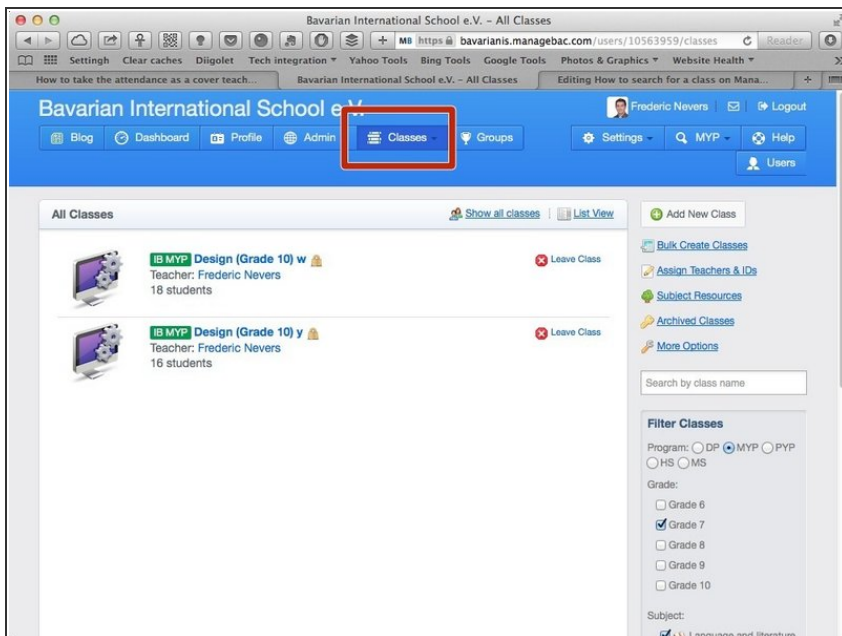 Bavarian International School e.V. – All Classes
MB https bavarianis.managebac.com/users/10563959/classes Reader
Settingh Clear caches Diigolet Tech integration Yahoo Tools Bing Tools Google Tools Photos & Graphics Website Health
How to take the attendance as a cover teach... Bavarian International School e.V. – All Classes Editing How to search for a class on Mana...
Bavarian International School e.V.
Frederic Nevers Logout
Blog Dashboard Profile Admin Classes Groups Settings MYP Help
Users
All Classes Show all classes List View
Add New Class
Bulk Create Classes
Assign Teachers & IDs
Subject Resources
Archived Classes
More Options
IB MYP Design (Grade 10) w Leave Class
Teacher: Frederic Nevers
18 students
IB MYP Design (Grade 10) y Leave Class
Teacher: Frederic Nevers
16 students
Search by class name
Filter Classes
Program: DP MYP PYP
HS MS
Grade:
Grade 6
Grade 7
Grade 8
Grade 9
Grade 10
Subject:
Language and literature